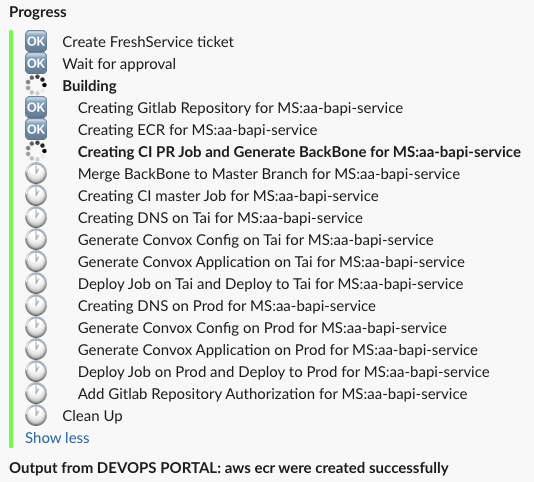 Progress
OK Create FreshService ticket
OK Wait for approval
Building
OK Creating Gitlab Repository for MS:aa-bapi-service
OK Creating ECR for MS:aa-bapi-service
Creating CI PR Job and Generate BackBone for MS:aa-bapi-service
Merge BackBone to Master Branch for MS:aa-bapi-service
Creating CI master Job for MS:aa-bapi-service
Creating DNS on Tai for MS:aa-bapi-service
Generate Convox Config on Tai for MS:aa-bapi-service
Generate Convox Application on Tai for MS:aa-bapi-service
Deploy Job on Tai and Deploy to Tai for MS:aa-bapi-service
Creating DNS on Prod for MS:aa-bapi-service
Generate Convox Config on Prod for MS:aa-bapi-service
Generate Convox Application on Prod for MS:aa-bapi-service
Deploy Job on Prod and Deploy to Prod for MS:aa-bapi-service
Add Gitlab Repository Authorization for MS:aa-bapi-service
Clean Up
Show less
Output from DEVOPS PORTAL: aws ecr were created successfully